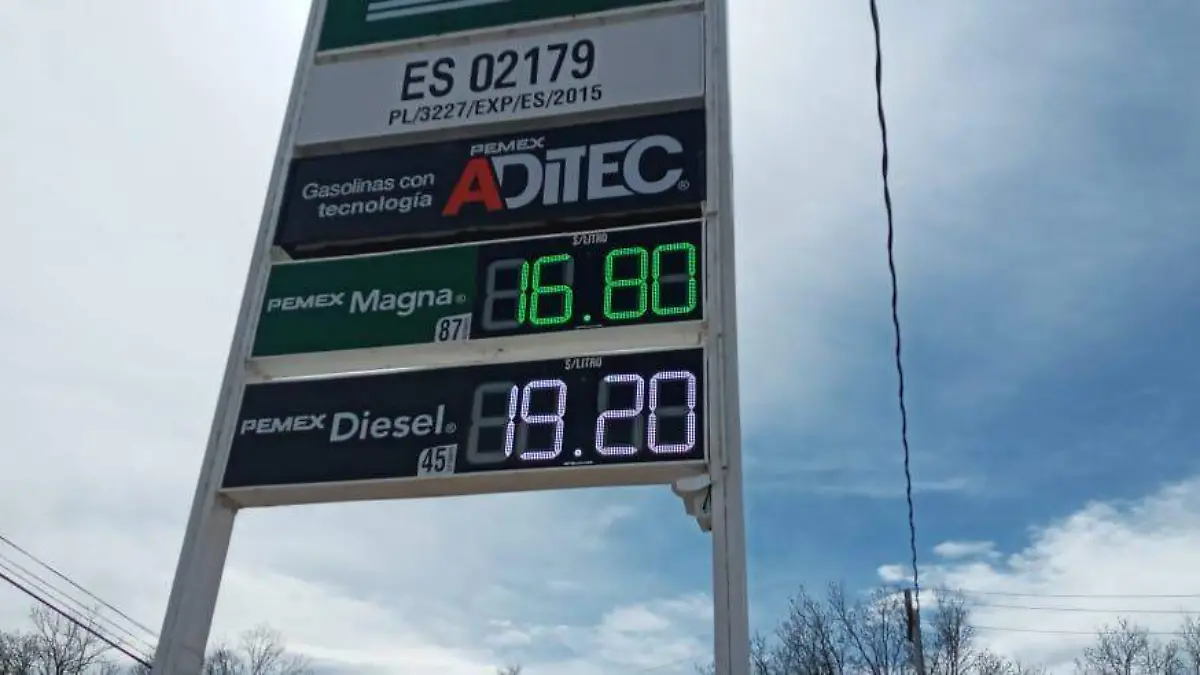 ES 02179
PL/3227/EXP/ES/2015
Gasolinas con
tecnología
PEMEX
ADITEC®
$/LITRO
PEMEX Magna®
87
16.80
$/LITRO
PEMEX Diesel®
45
19.20